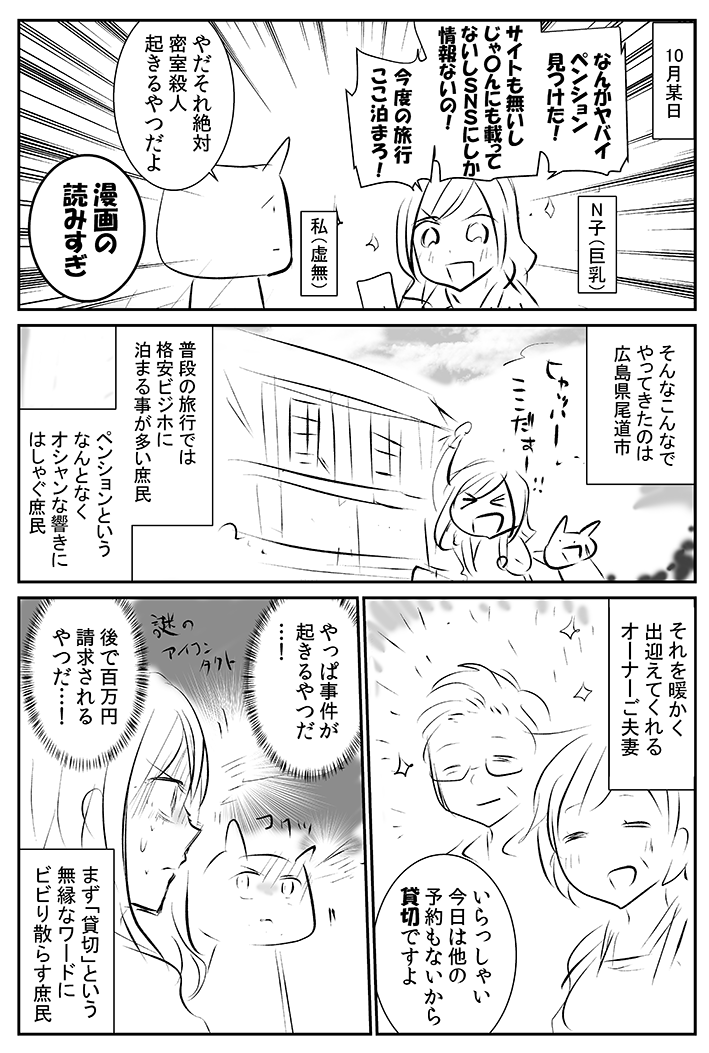 10月某日
なんかヤバイ
ペンション
見つけた!
サイトも無いし
じゃ〇んにも載って
ないしSNSにしか
情報ないの!
今度の旅行
ここ泊まろ!
N子(巨乳)
やだそれ絶対
密室殺人
起きるやつだよ
私(虚無)
漫画の
読みすぎ
そんなこんなで
やってきたのは
広島県尾道市
ヒャッハー
ここだぁ
普段の旅行では
格安ビジホに
泊まる事が多い庶民
ペンションという
なんとなく
オシャンな響きに
はしゃぐ庶民
それを暖かく
出迎えてくれる
オーナーご夫妻
いらっしゃい
今日は他の
予約もないから
貸切ですよ
やっぱ事件が
起きるやつだ
…!
謎の
アイコン
タクト
後で百万円
請求される
やつだ…!
コクッ
まず「貸切」という
無縁なワードに
ビビり散らす庶民